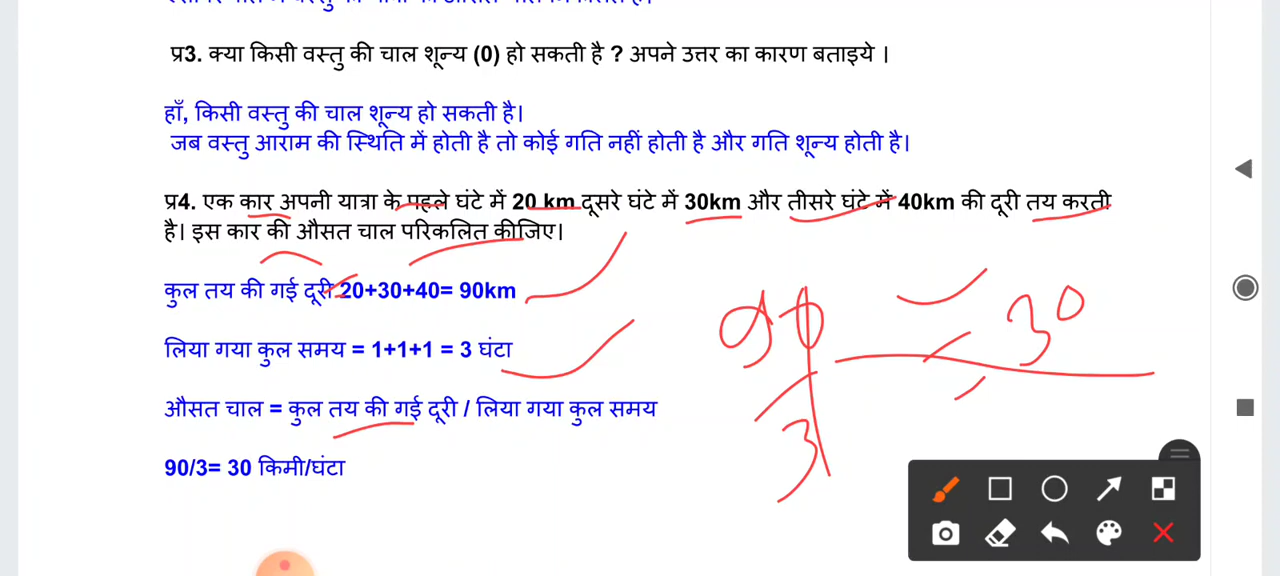 प्र3. क्या किसी वस्तु की चाल शून्य (0) हो सकती है ? अपने उत्तर का कारण बताइये ।
हाँ, किसी वस्तु की चाल शून्य हो सकती है।
जब वस्तु आराम की स्थिति में होती है तो कोई गति नहीं होती है और गति शून्य होती है।
प्र4. एक कार अपनी यात्रा के पहले घंटे में 20 km दूसरे घंटे में 30km और तीसरे घंटे में 40km की दूरी तय करती
है। इस कार की औसत चाल परिकलित कीजिए।
कुल तय की गई दूरी 20+30+40= 90km
लिया गया कुल समय = 1+1+1 = 3 घंटा
औसत चाल = कुल तय की गई दूरी / लिया गया कुल समय
90/3= 30 किमी/घंटा
90
3
= 30